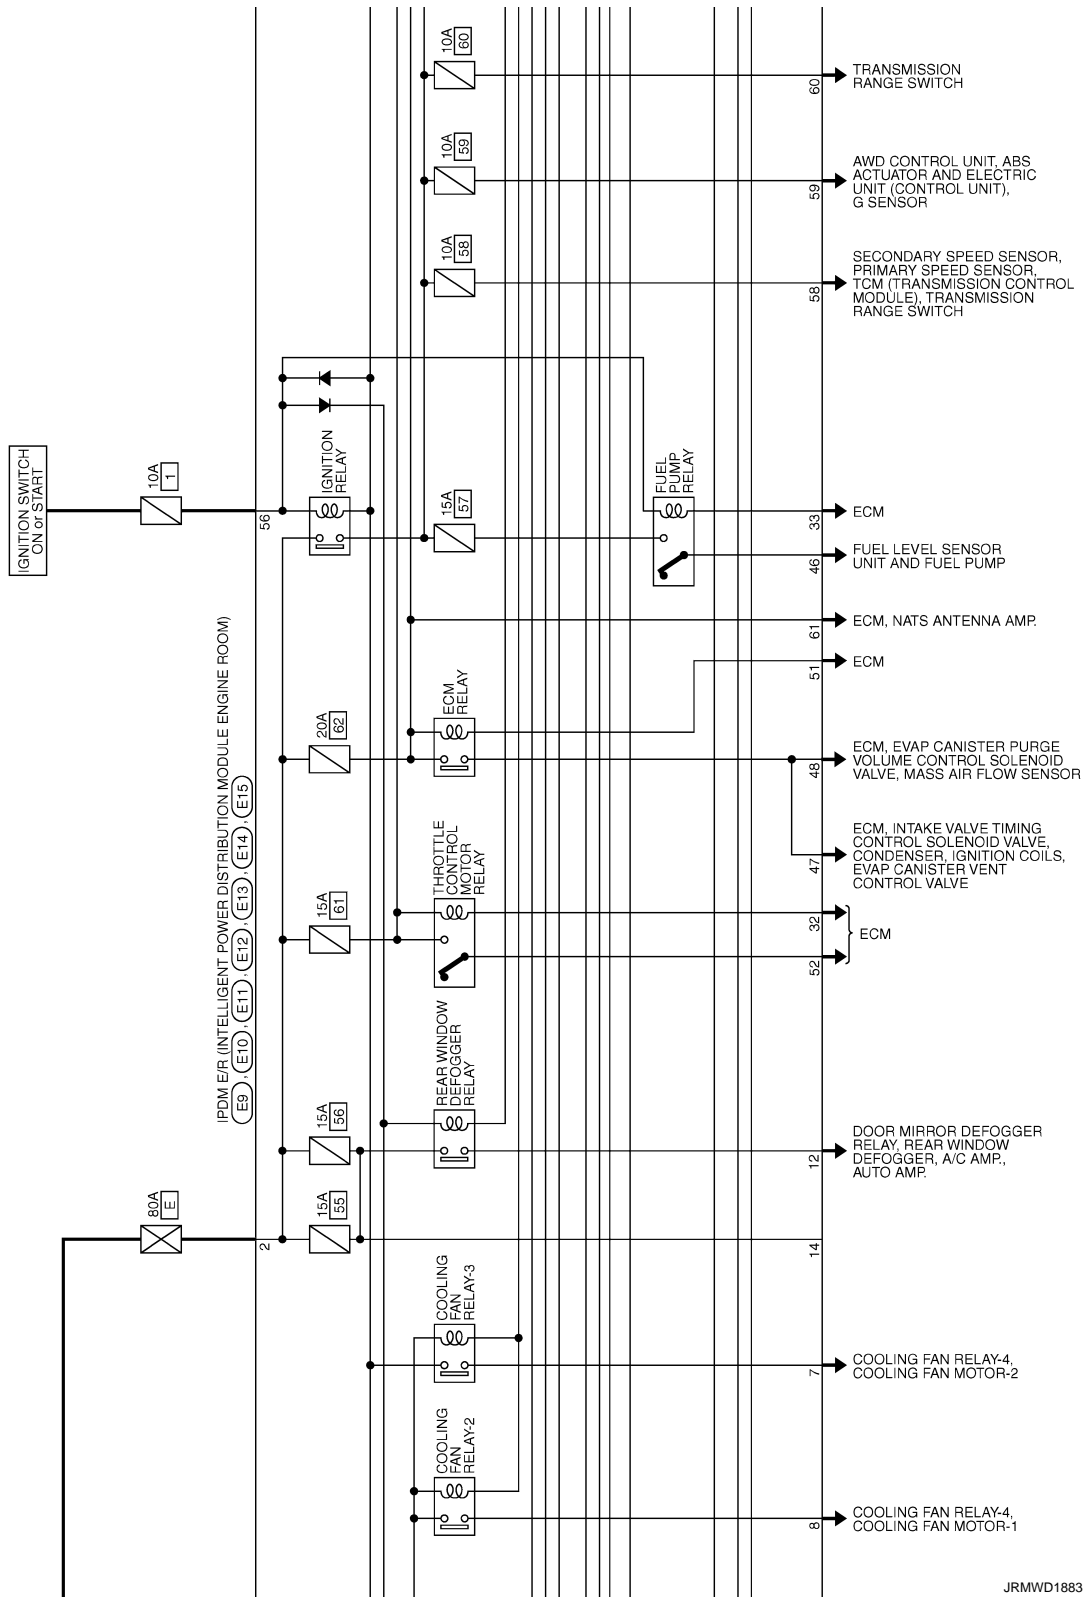 10A
60
60
TRANSMISSION
RANGE SWITCH
10A
59
59
AWD CONTROL UNIT, ABS
ACTUATOR AND ELECTRIC
UNIT (CONTROL UNIT),
G SENSOR
10A
58
58
SECONDARY SPEED SENSOR,
PRIMARY SPEED SENSOR,
TCM (TRANSMISSION CONTROL
MODULE), TRANSMISSION
RANGE SWITCH
IGNITION SWITCH
ON or START
10A
1
56
IGNITION
RELAY
15A
57
FUEL
PUMP
RELAY
33
ECM
46
FUEL LEVEL SENSOR
UNIT AND FUEL PUMP
61
ECM, NATS ANTENNA AMP.
51
ECM
IPDM E/R (INTELLIGENT POWER DISTRIBUTION MODULE ENGINE ROOM)
E9 , E10 , E11 , E12 , E13 , E14 , E15
20A
62
ECM
RELAY
48
ECM, EVAP CANISTER PURGE
VOLUME CONTROL SOLENOID
VALVE, MASS AIR FLOW SENSOR
47
ECM, INTAKE VALVE TIMING
CONTROL SOLENOID VALVE,
CONDENSER, IGNITION COILS,
EVAP CANISTER VENT
CONTROL VALVE
15A
61
THROTTLE
CONTROL
MOTOR
RELAY
32
52
ECM
15A
56
REAR WINDOW
DEFOGGER
RELAY
12
DOOR MIRROR DEFOGGER
RELAY, REAR WINDOW
DEFOGGER, A/C AMP.,
AUTO AMP.
80A
E
2
15A
55
14
COOLING
FAN
RELAY-3
7
COOLING FAN RELAY-4,
COOLING FAN MOTOR-2
COOLING
FAN
RELAY-2
8
COOLING FAN RELAY-4,
COOLING FAN MOTOR-1
JRMWD1883